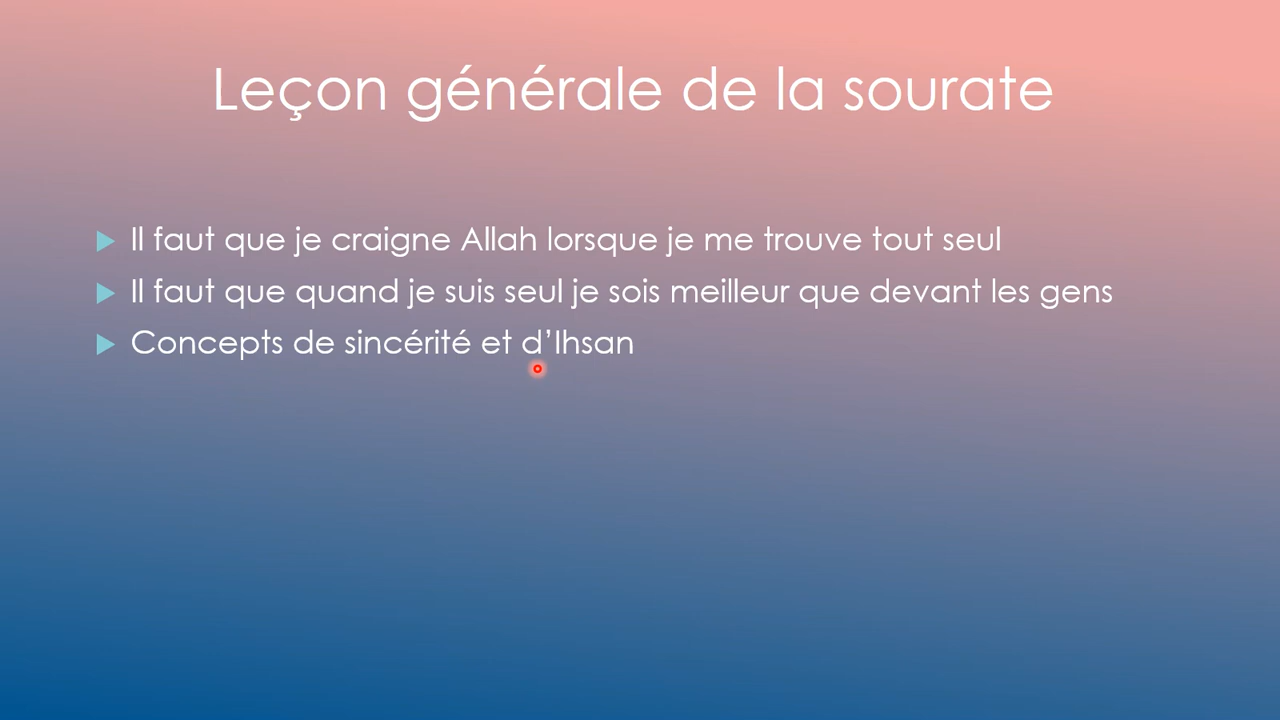 Leçon générale de la sourate
Il faut que je craigne Allah lorsque je me trouve tout seul
Il faut que quand je suis seul je sois meilleur que devant les gens
Concepts de sincérité et d’Ihsan